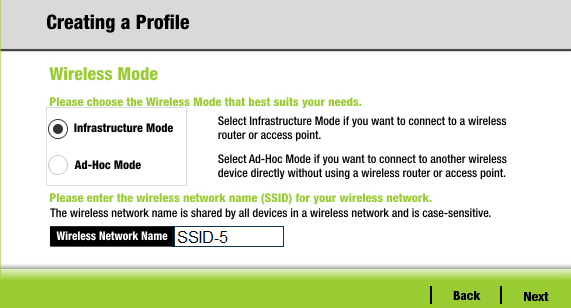 Creating a Profile
Wireless Mode
Please choose the Wireless Mode that best suits your needs.
Infrastructure Mode
Select Infrastructure Mode if you want to connect to a wireless
router or access point.
Ad-Hoc Mode
Select Ad-Hoc Mode if you want to connect to another wireless
device directly without using a wireless router or access point.
Please enter the wireless network name (SSID) for your wireless network.
The wireless network name is shared by all devices in a wireless network and is case-sensitive.
Wireless Network Name SSID-5
Back Next